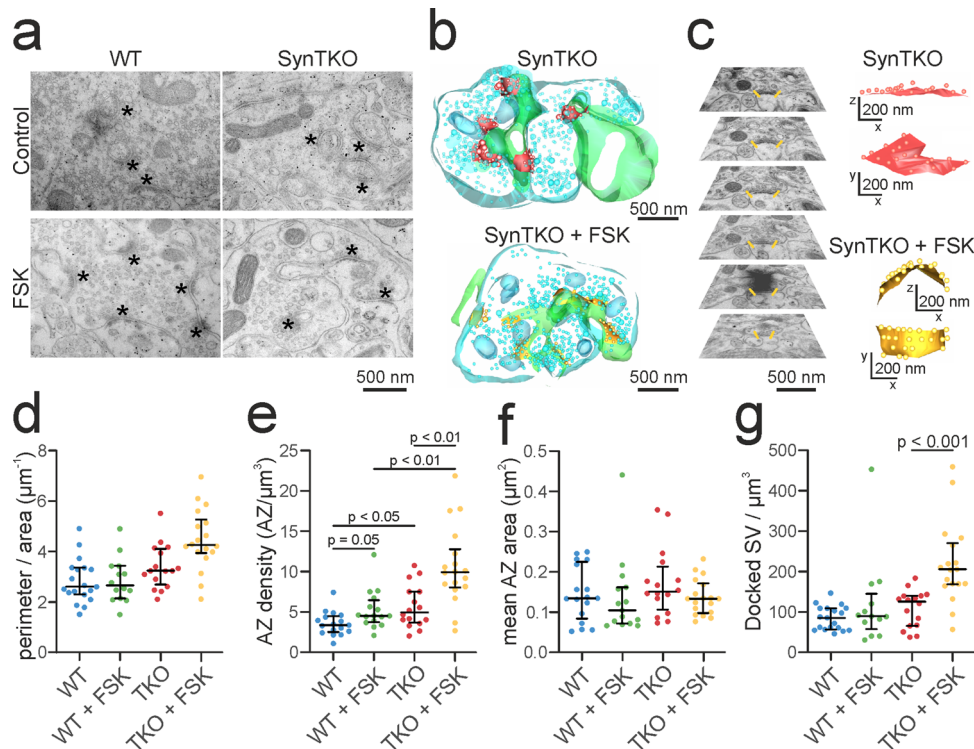 a
WT
SynTKO
Control
FSK
500 nm
b
SynTKO
500 nm
SynTKO + FSK
500 nm
c
SynTKO
z
200 nm
x
y
200 nm
x
SynTKO + FSK
z
200 nm
x
y
200 nm
x
500 nm
d
perimeter / area (µm⁻¹)
8
6
4
2
0
WT
WT + FSK
TKO
TKO + FSK
e
AZ density (AZ/µm³)
25
20
15
10
5
0
p < 0.01
p < 0.01
p < 0.05
p = 0.05
WT
WT + FSK
TKO
TKO + FSK
f
mean AZ area (µm²)
0.5
0.4
0.3
0.2
0.1
0.0
WT
WT + FSK
TKO
TKO + FSK
g
Docked SV / µm³
500
400
300
200
100
0
p < 0.001
WT
WT + FSK
TKO
TKO + FSK